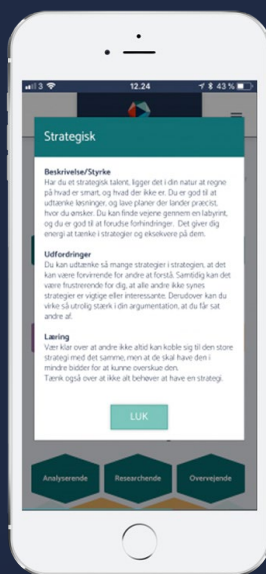 3 12.24 43 %
Strategisk
Beskrivelse/Styrke
Har du et strategisk talent, ligger det i din natur at regne
på hvad er smart, og hvad der ikke er. Du er god til at
udtænke løsninger, og lave planer der lander præcist,
hvor du ønsker. Du kan finde vejene gennem en labyrint,
og du er god til at forudse forhindringer. Det giver dig
energi at tænke i strategier og eksekvere på dem.
Udfordringer
Du kan udtænke så mange strategier i strategien, at det
kan være forvirrende for andre at forstå. Samtidig kan det
være frustrerende for dig, at alle andre ikke synes
strategier er vigtige eller interessante. Derudover kan du
virke så utrolig stærk i din argumentation, at du får sat
andre af.
Læring
Vær klar over at andre ikke altid kan koble sig til den store
strategi med det samme, men at de skal have den i
mindre bidder for at kunne overskue den.
Tænk også over at ikke alt behøver at have en strategi.
LUK
Analyserende Researchende Overvejende